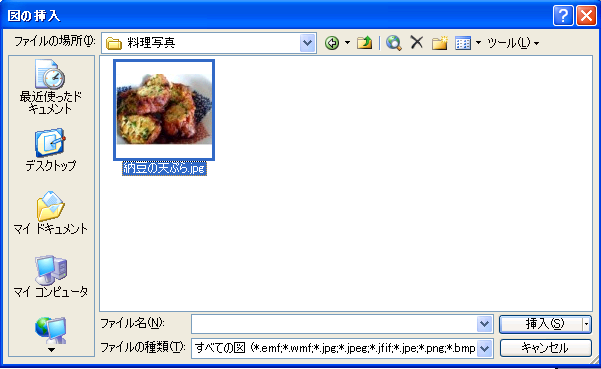 図の挿入
ファイルの場所(I):
料理写真
ツール(L)
最近使ったド
キュメント
デスクトップ
マイ ドキュメント
マイ コンピュータ
納豆の天ぷら.jpg
ファイル名(N):
挿入(S)
ファイルの種類(T):
すべての図 (*.emf;*.wmf;*.jpg;*.jpeg;*.jfif;*.jpe;*.png;*.bmp
キャンセル